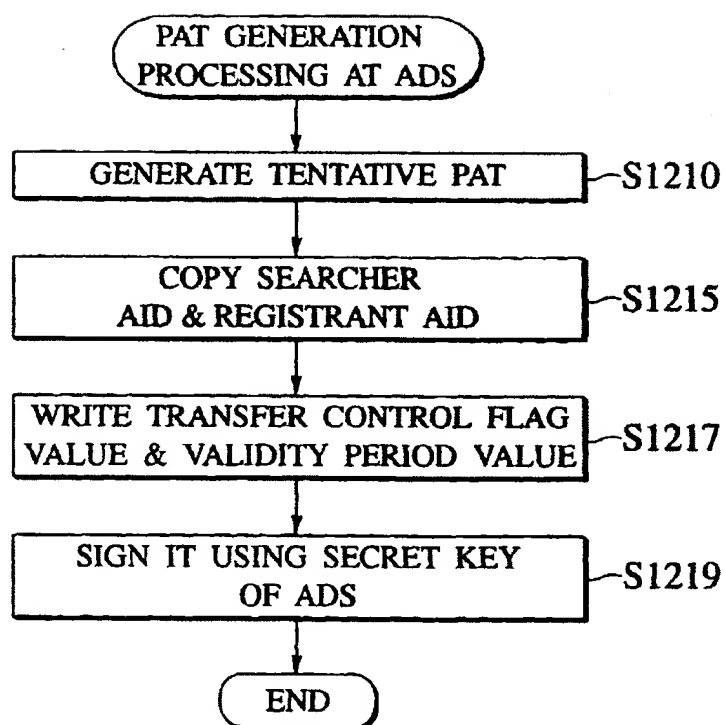 PAT GENERATION
PROCESSING AT ADS
GENERATE TENTATIVE PAT
S1210
COPY SEARCHER
AID & REGISTRANT AID
S1215
WRITE TRANSFER CONTROL FLAG
VALUE & VALIDITY PERIOD VALUE
S1217
SIGN IT USING SECRET KEY
OF ADS
S1219
END